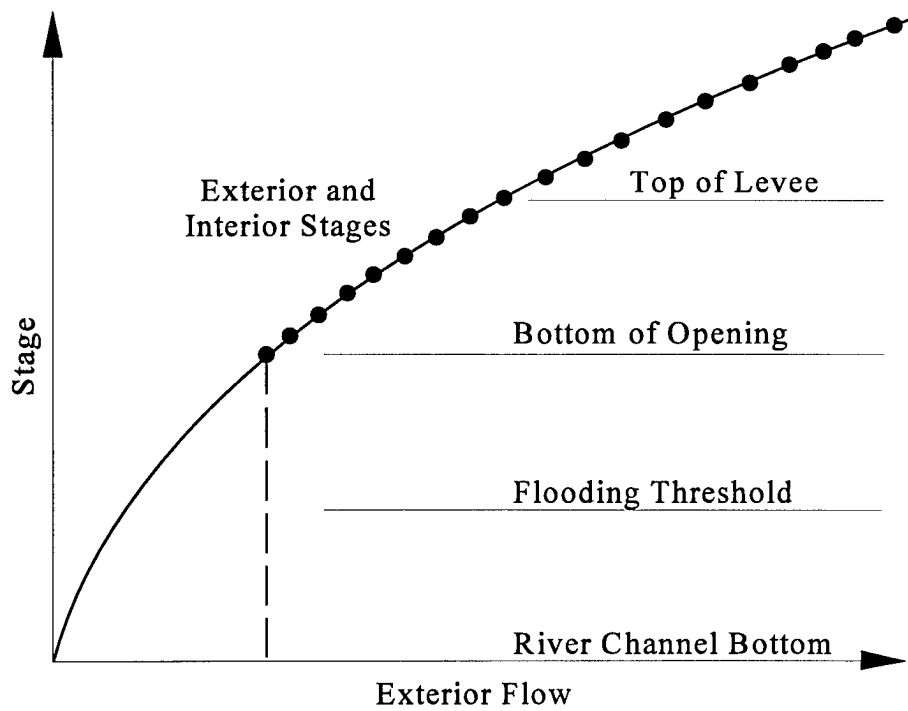 Exterior and
Interior Stages
Top of Levee
Bottom of Opening
Stage
Flooding Threshold
River Channel Bottom
Exterior Flow